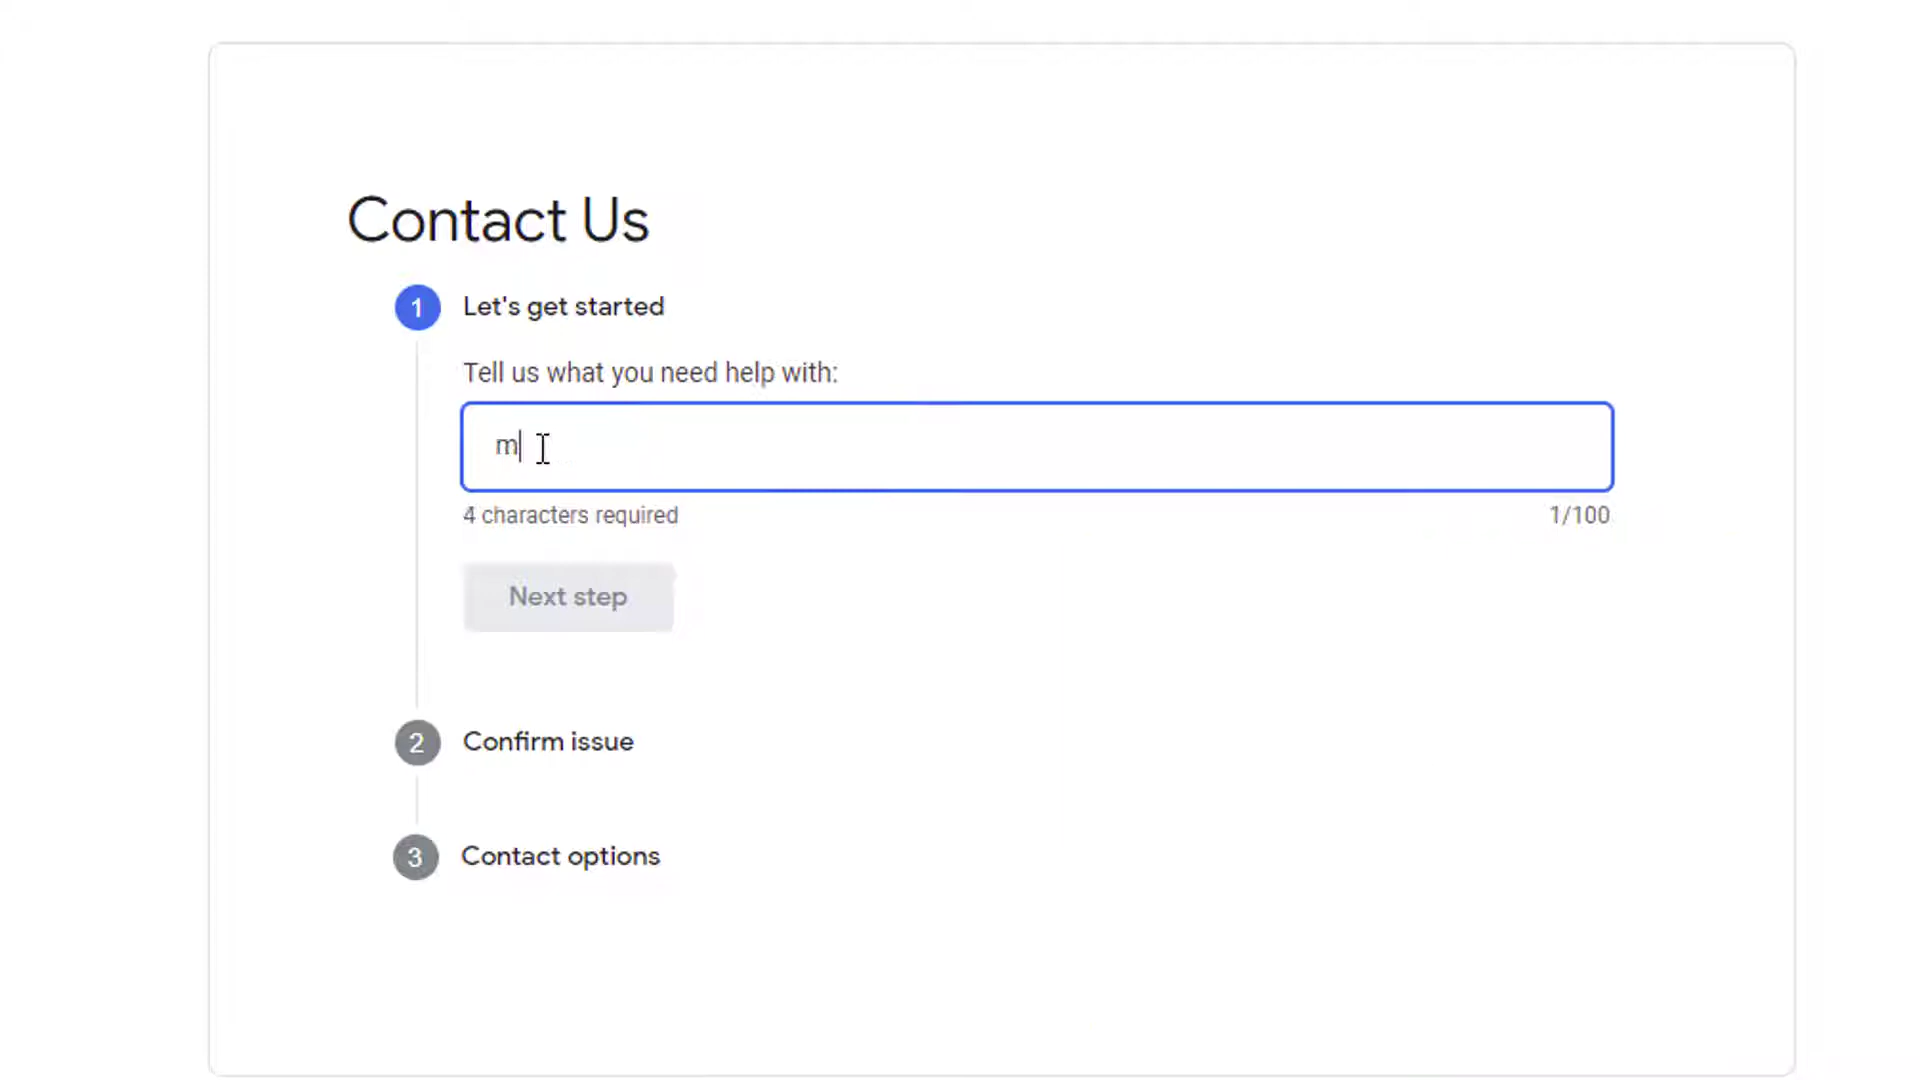 Contact Us
1 Let's get started
Tell us what you need help with:
m
4 characters required 1/100
Next step
2 Confirm issue
3 Contact options